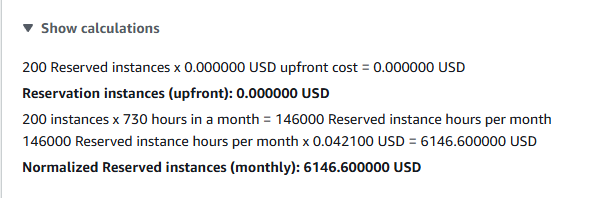 Show calculations
200 Reserved instances x 0.000000 USD upfront cost = 0.000000 USD
Reservation instances (upfront): 0.000000 USD
200 instances x 730 hours in a month = 146000 Reserved instance hours per month
146000 Reserved instance hours per month x 0.042100 USD = 6146.600000 USD
Normalized Reserved instances (monthly): 6146.600000 USD